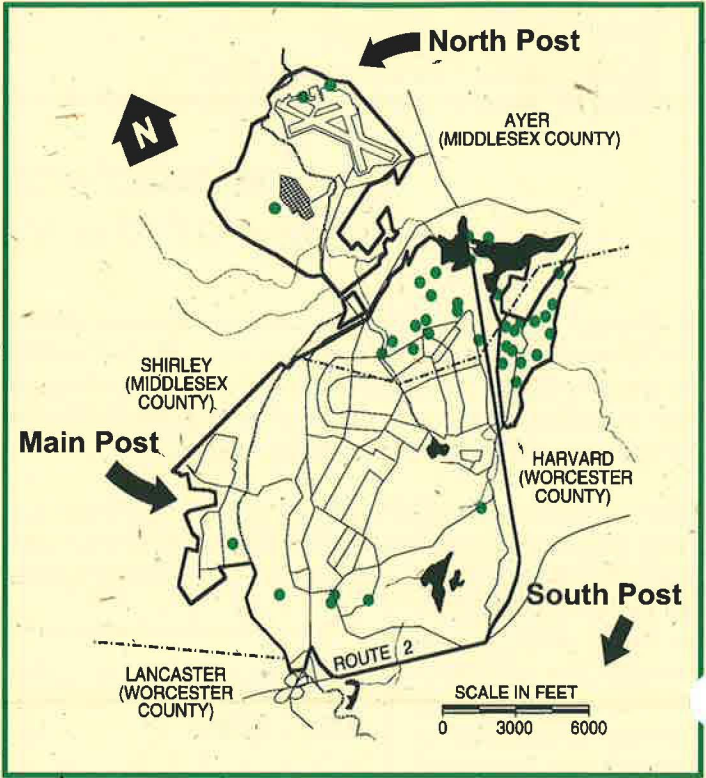 North Post
N
AYER
(MIDDLESEX COUNTY)
SHIRLEY
(MIDDLESEX
COUNTY)
Main Post
HARVARD
(WORCESTER
COUNTY)
South Post
ROUTE 2
LANCASTER
(WORCESTER
COUNTY)
SCALE IN FEET
0 3000 6000